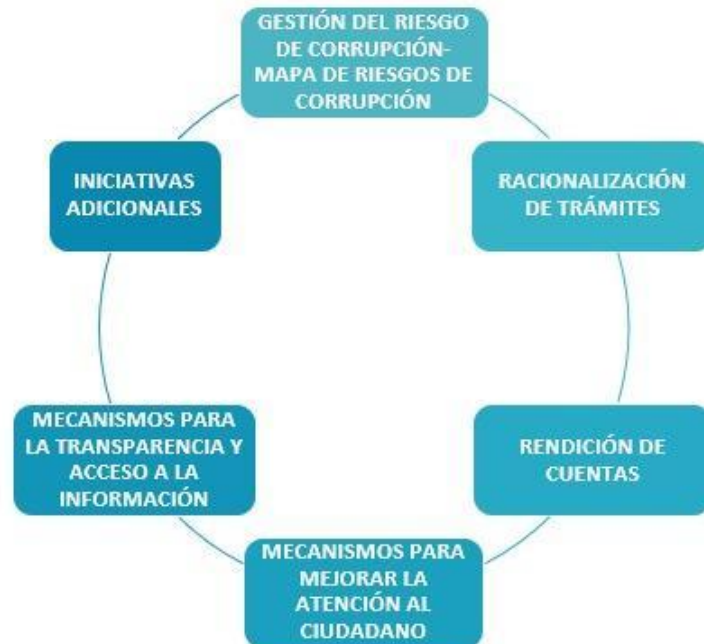 GESTIÓN DEL RIESGO
DE CORRUPCIÓN-
MAPA DE RIESGOS DE
CORRUPCIÓN
RACIONALIZACIÓN
DE TRÁMITES
RENDICIÓN DE
CUENTAS
MECANISMOS PARA
MEJORAR LA
ATENCIÓN AL
CIUDADANO
MECANISMOS PARA
LA TRANSPARENCIA Y
ACCESO A LA
INFORMACIÓN
INICIATIVAS
ADICIONALES